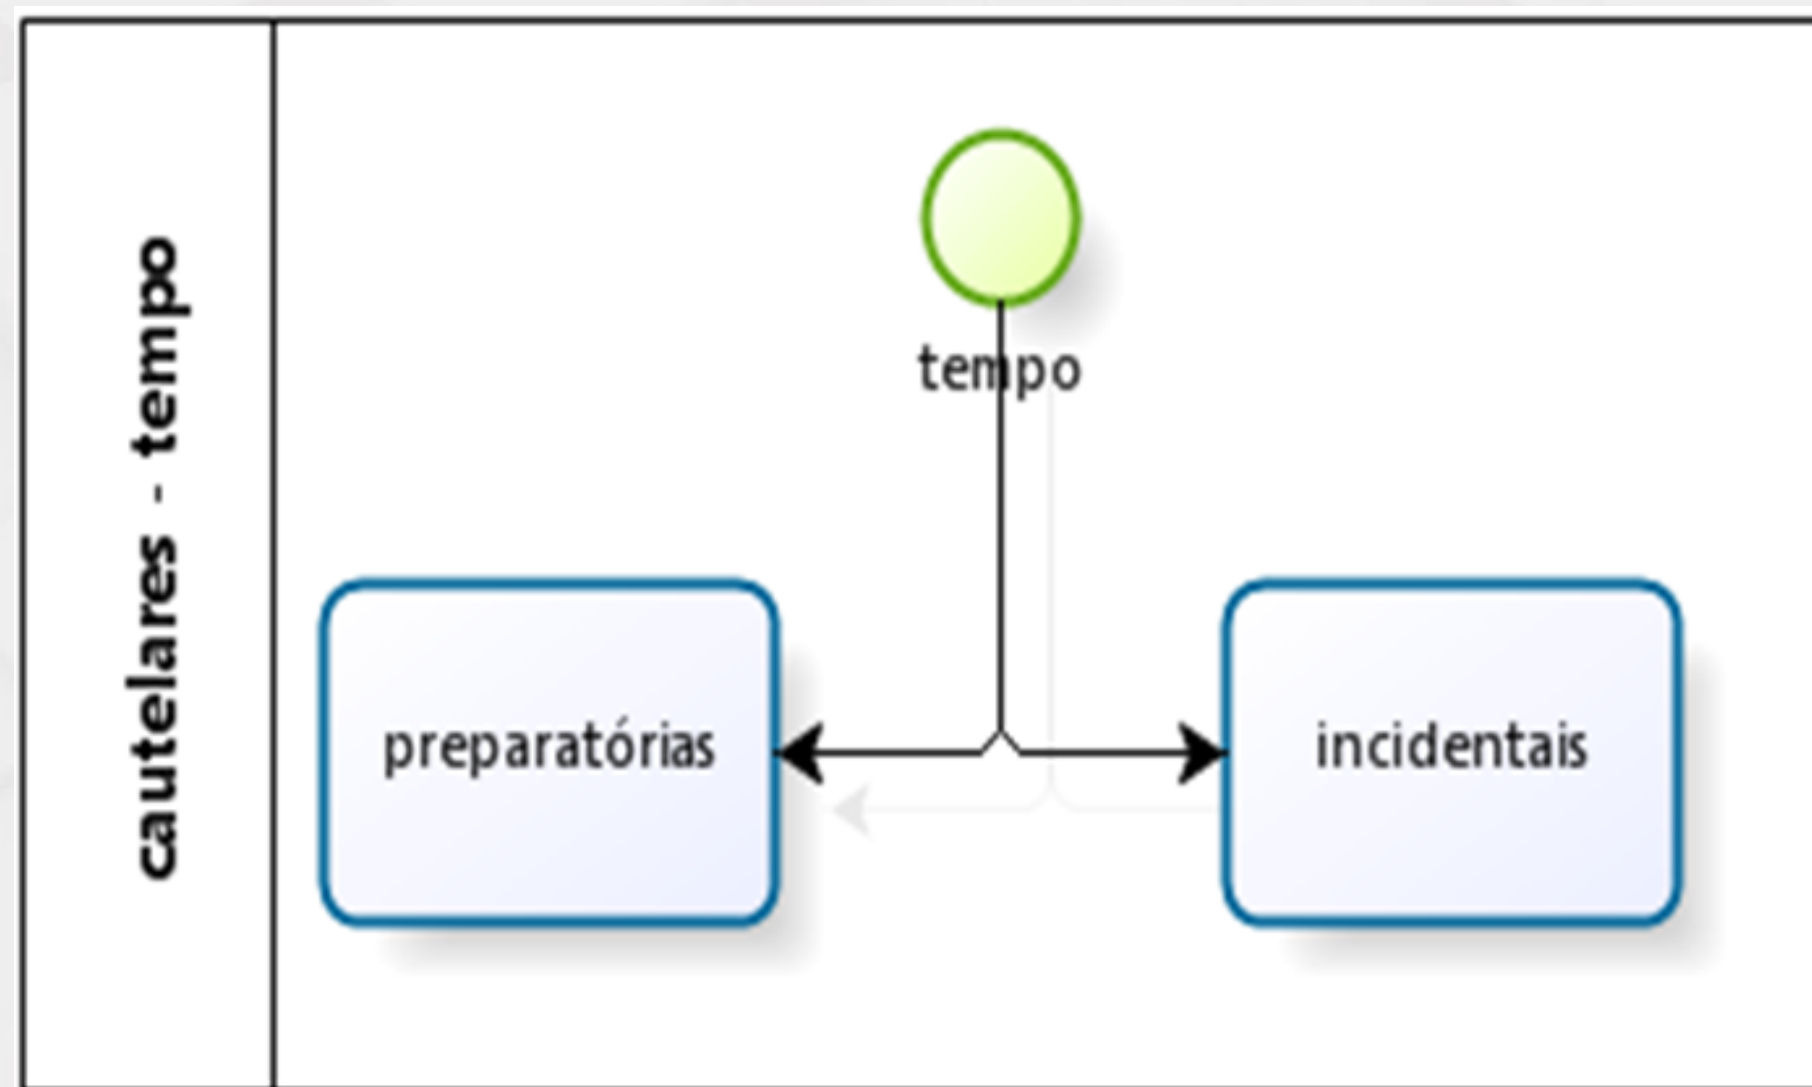 cautelares - tempo
tempo
preparatórias
incidentais